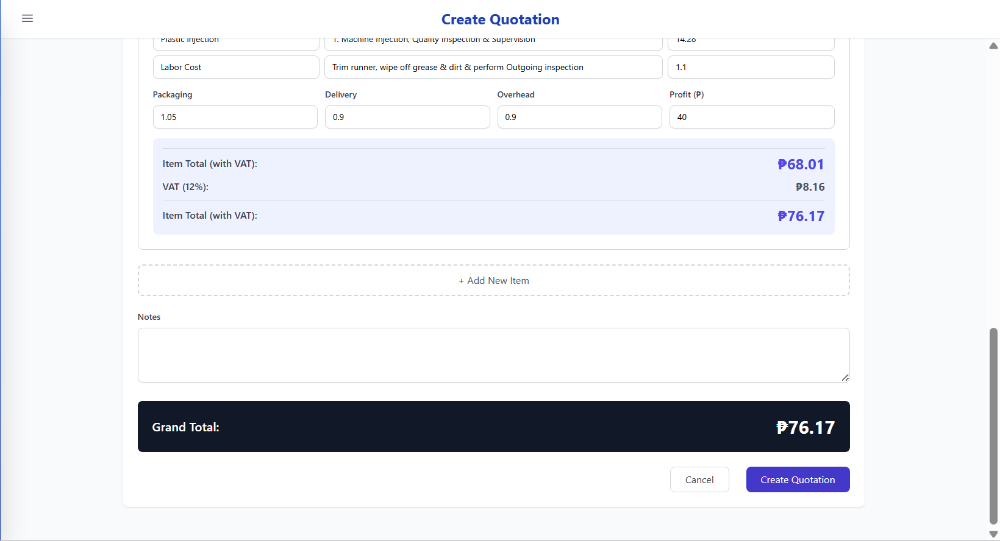 Create Quotation
Plastic Injection
1. Machine Injection, Quality Inspection & Supervision
14.28
Labor Cost
Trim runner, wipe off grease & dirt & perform Outgoing inspection
1.1
Packaging
Delivery
Overhead
Profit (₱)
1.05
0.9
0.9
40
Item Total (with VAT):
₱68.01
VAT (12%):
₱8.16
Item Total (with VAT):
₱76.17
+ Add New Item
Notes
Grand Total:
₱76.17
Cancel
Create Quotation